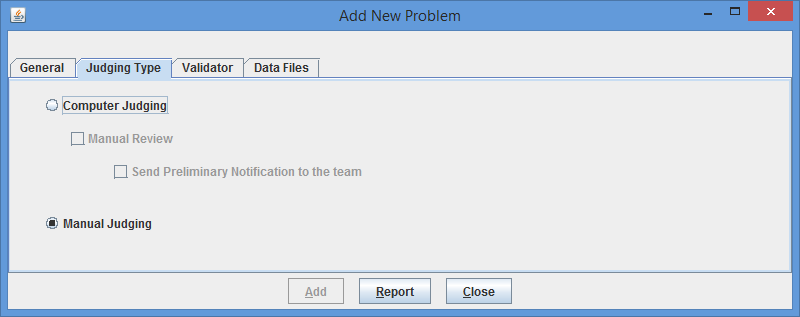 Add New Problem
General Judging Type Validator Data Files
Computer Judging
Manual Review
Send Preliminary Notification to the team
Manual Judging
Add Report Close